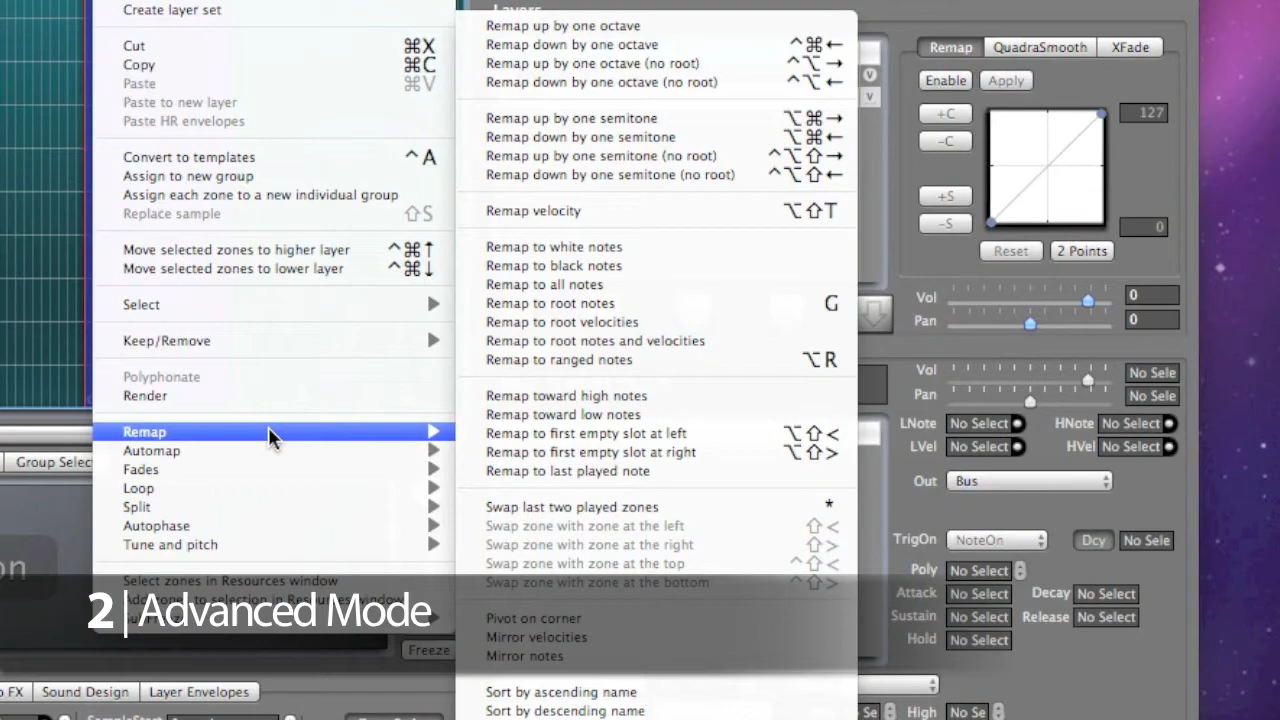 Create layer set
Cut ⌘X
Copy ⌘C
Paste ⌘V
Paste to new layer
Paste HR envelopes
Convert to templates ^ A
Assign to new group
Assign each zone to a new individual group
Replace sample ⇧S
Move selected zones to higher layer ^⌘↑
Move selected zones to lower layer ^⌘↓
Select
Keep/Remove
Polyphonate
Render
Remap
Automap
Fades
Loop
Split
Autophase
Tune and pitch
Select zones in Resources window
2 | Advanced Mode
Group Selec
on
Freeze
o FX
Sound Design
Layer Envelopes
SampleStart
Layers
Remap up by one octave
Remap down by one octave ^⌘←
Remap up by one octave (no root) ^⌥→
Remap down by one octave (no root) ^⌥←
Remap up by one semitone ⌥⌘→
Remap down by one semitone ⌥⌘←
Remap up by one semitone (no root) ^⌥⇧→
Remap down by one semitone (no root) ^⌥⇧←
Remap velocity ⌥⇧T
Remap to white notes
Remap to black notes
Remap to all notes
Remap to root notes G
Remap to root velocities
Remap to root notes and velocities
Remap to ranged notes ⌥R
Remap toward high notes
Remap toward low notes
Remap to first empty slot at left ⌥⇧<
Remap to first empty slot at right ⌥⇧>
Remap to last played note
Swap last two played zones *
Swap zone with zone at the left ⇧<
Swap zone with zone at the right ⇧>
Swap zone with zone at the top ^⇧<
Swap zone with zone at the bottom ^⇧>
Pivot on corner
Mirror velocities
Mirror notes
Sort by ascending name
Sort by descending name
V
V
Remap QuadraSmooth XFade
Enable Apply
+C 127
-C
+S
-S 0
Reset 2 Points
Vol 0
Pan 0
Vol No Sele
Pan No Sele
LNote No Select HNote No Select
LVel No Select HVel No Select
Out Bus
TrigOn NoteOn Dcy No Sele
Poly No Select
Attack No Select Decay No Select
Sustain No Select Release No Select
Hold No Select
Se High No Se